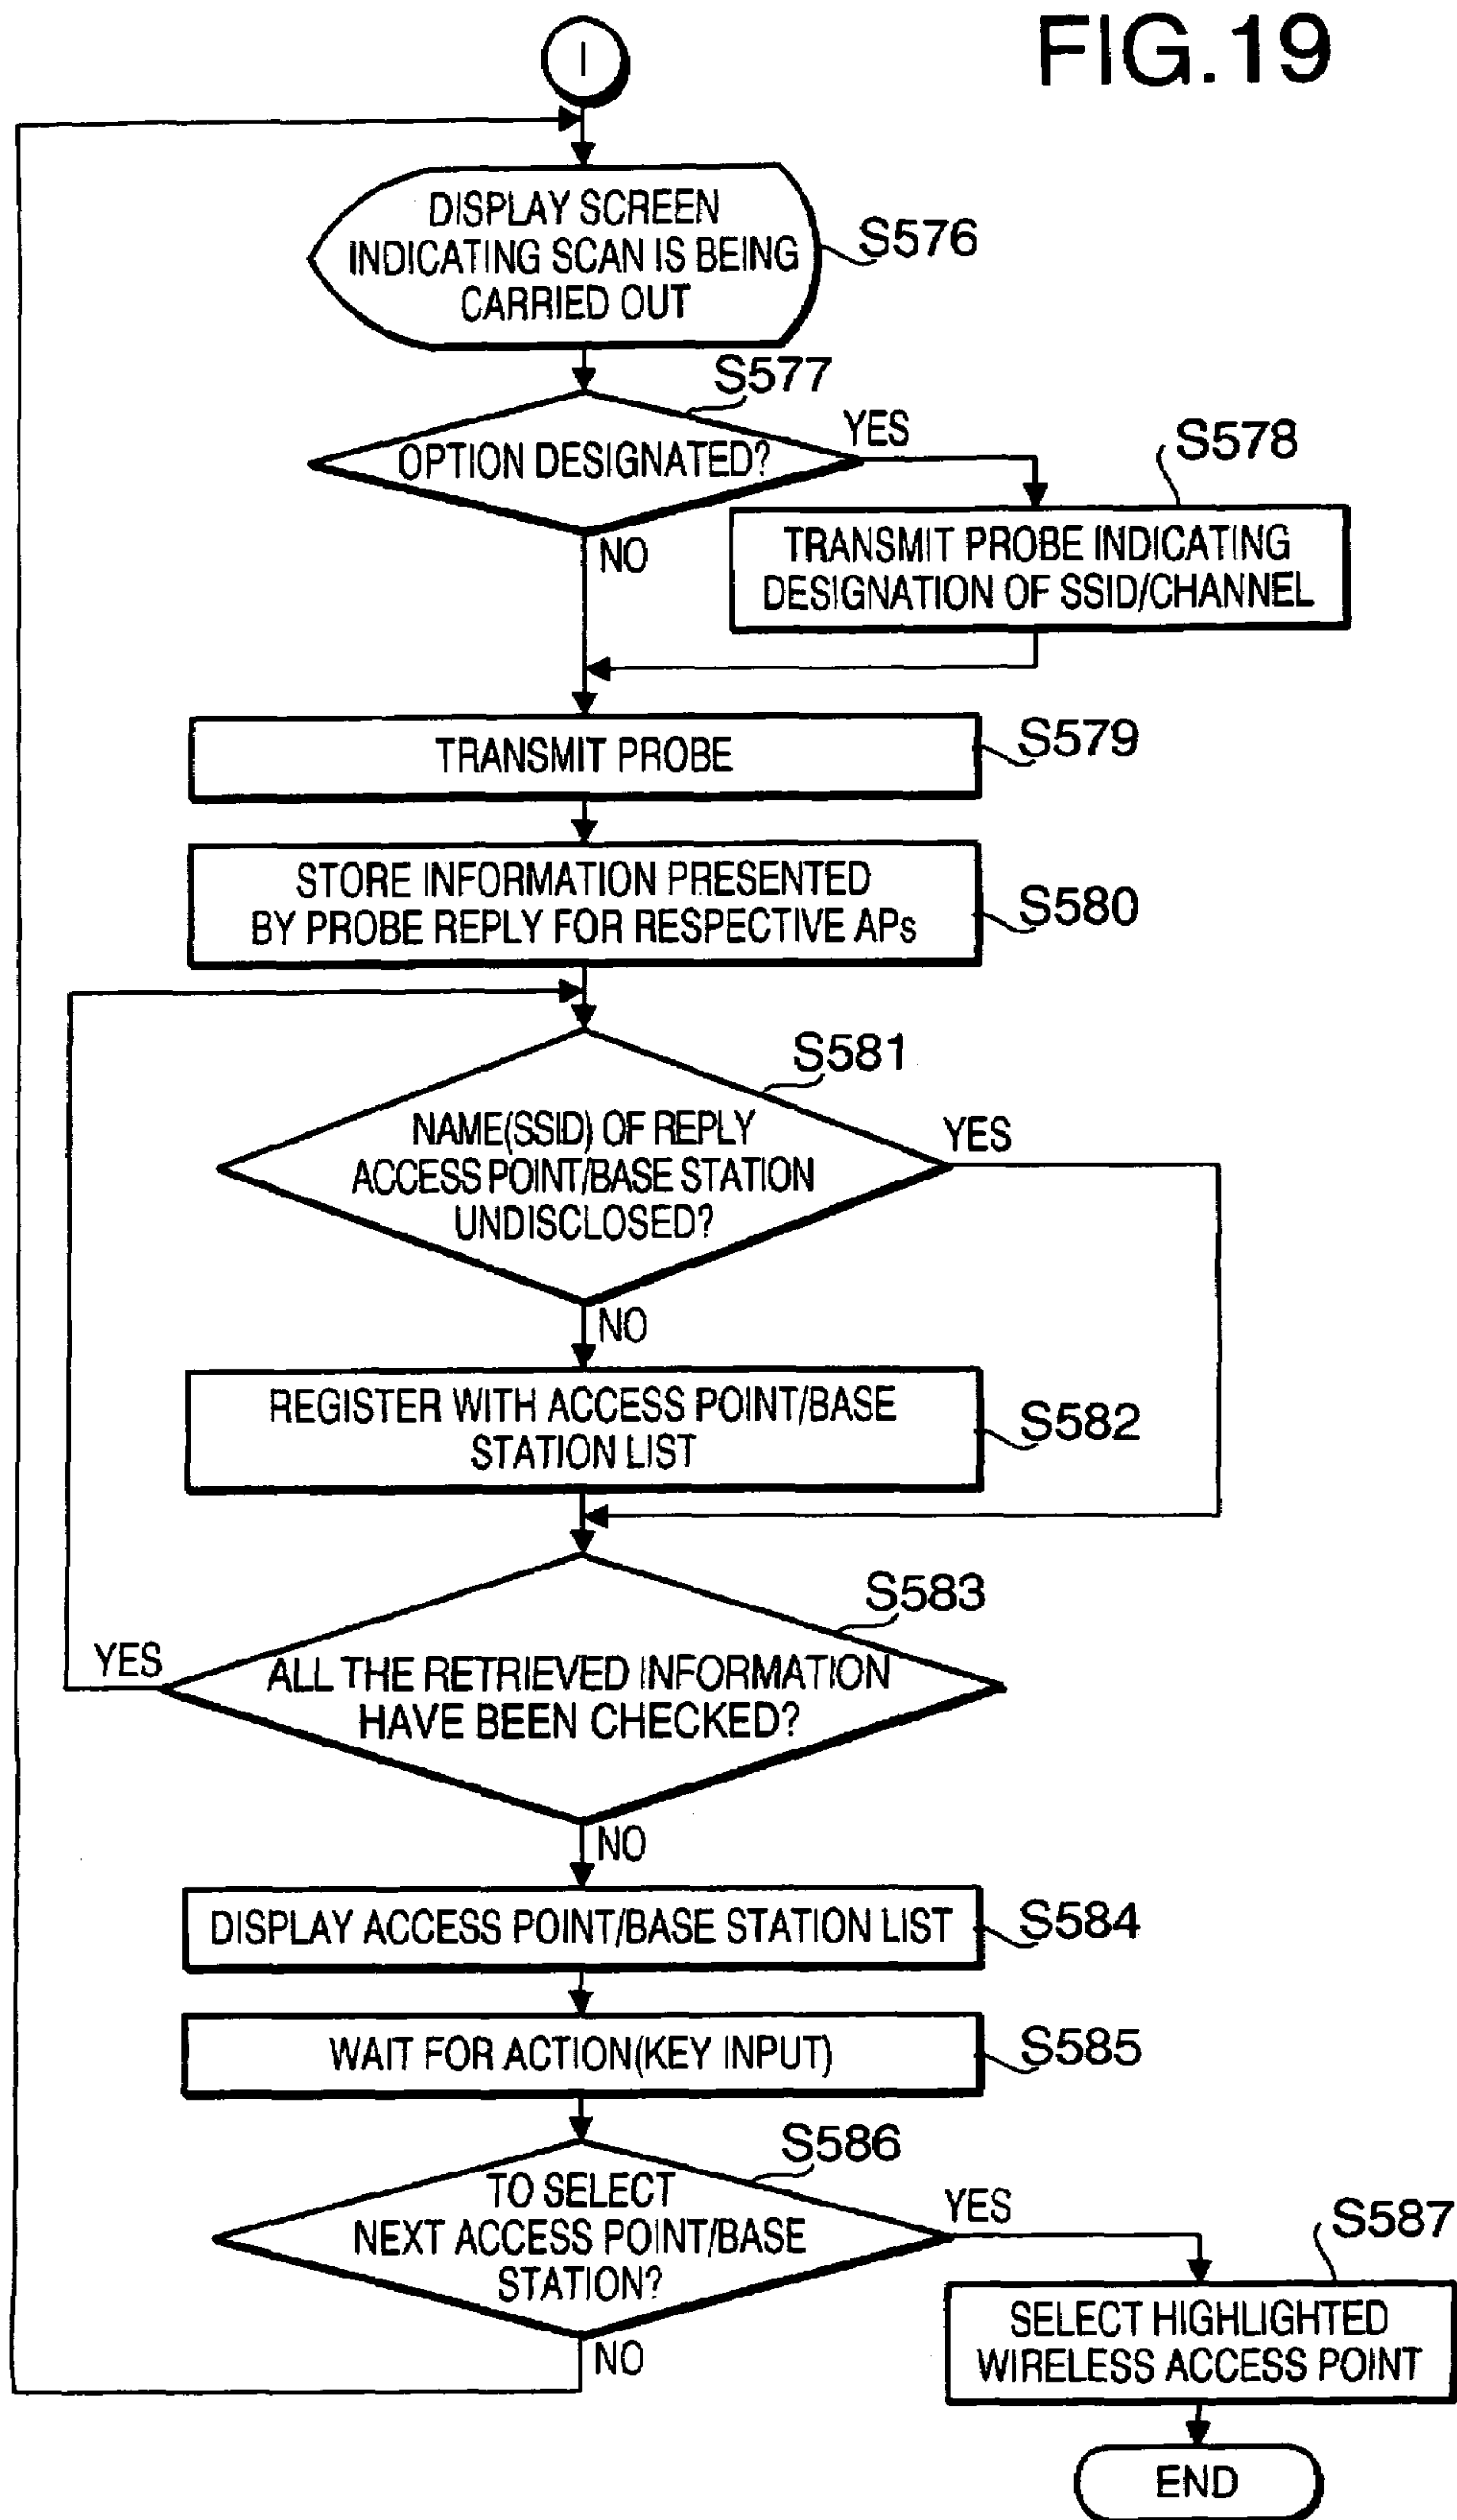 FIG.19
I
DISPLAY SCREEN
INDICATING SCAN IS BEING
CARRIED OUT
S576
S577
OPTION DESIGNATED?
YES
NO
S578
TRANSMIT PROBE INDICATING
DESIGNATION OF SSID/CHANNEL
TRANSMIT PROBE
S579
STORE INFORMATION PRESENTED
BY PROBE REPLY FOR RESPECTIVE APs
S580
S581
NAME(SSID) OF REPLY
ACCESS POINT/BASE STATION
UNDISCLOSED?
YES
NO
REGISTER WITH ACCESS POINT/BASE
STATION LIST
S582
S583
YES
ALL THE RETRIEVED INFORMATION
HAVE BEEN CHECKED?
NO
DISPLAY ACCESS POINT/BASE STATION LIST
S584
WAIT FOR ACTION(KEY INPUT)
S585
S586
TO SELECT
NEXT ACCESS POINT/BASE
STATION?
YES
NO
S587
SELECT HIGHLIGHTED
WIRELESS ACCESS POINT
END